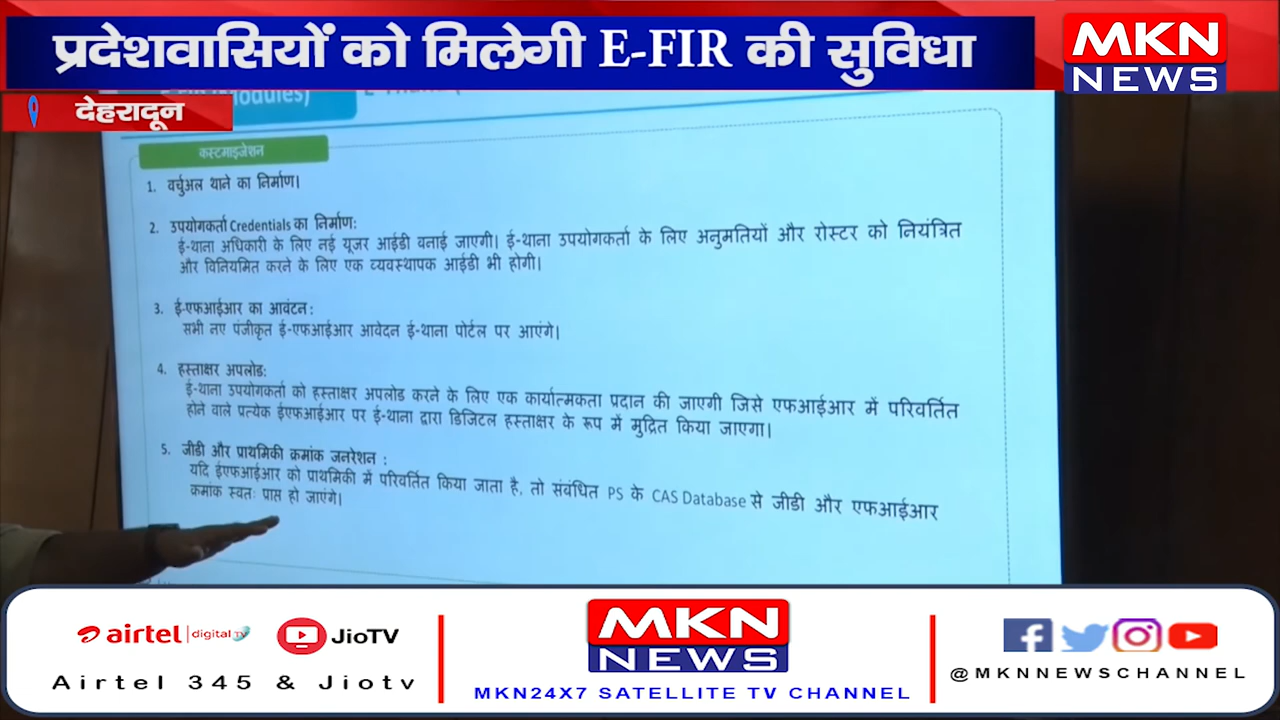 प्रदेशवासियों को मिलेगी E-FIR की सुविधा
MKN
NEWS
देहरादून
कस्टमाइजेशन
1. वर्चुअल थाने का निर्माण।
2. उपयोगकर्ता Credentials का निर्माण:
ई-थाना अधिकारी के लिए नई यूजर आईडी बनाई जाएगी। ई-थाना उपयोगकर्ता के लिए अनुमतियों और रोस्टर को नियंत्रित
और विनियमित करने के लिए एक व्यवस्थापक आईडी भी होगी।
3. ई-एफआईआर का आवंटन :
सभी नए पंजीकृत ई-एफआईआर आवेदन ई-थाना पोर्टल पर आएंगे।
4. हस्ताक्षर अपलोड:
ई-थाना उपयोगकर्ता को हस्ताक्षर अपलोड करने के लिए एक कार्यात्मकता प्रदान की जाएगी जिसे एफआईआर में परिवर्तित
होने वाले प्रत्येक ईएफआईआर पर ई-थाना द्वारा डिजिटल हस्ताक्षर के रूप में मुद्रित किया जाएगा।
5. जीडी और प्राथमिकी क्रमांक जनरेशन :
यदि ईएफआईआर को प्राथमिकी में परिवर्तित किया जाता है, तो संबंधित PS के CAS Database से जीडी और एफआईआर
क्रमांक स्वतः प्राप्त हो जाएंगे।
airtel digital TV
JioTV
Airtel 345 & Jiotv
MKN
NEWS
MKN24X7 SATELLITE TV CHANNEL
@MKNNEWSCHANNEL